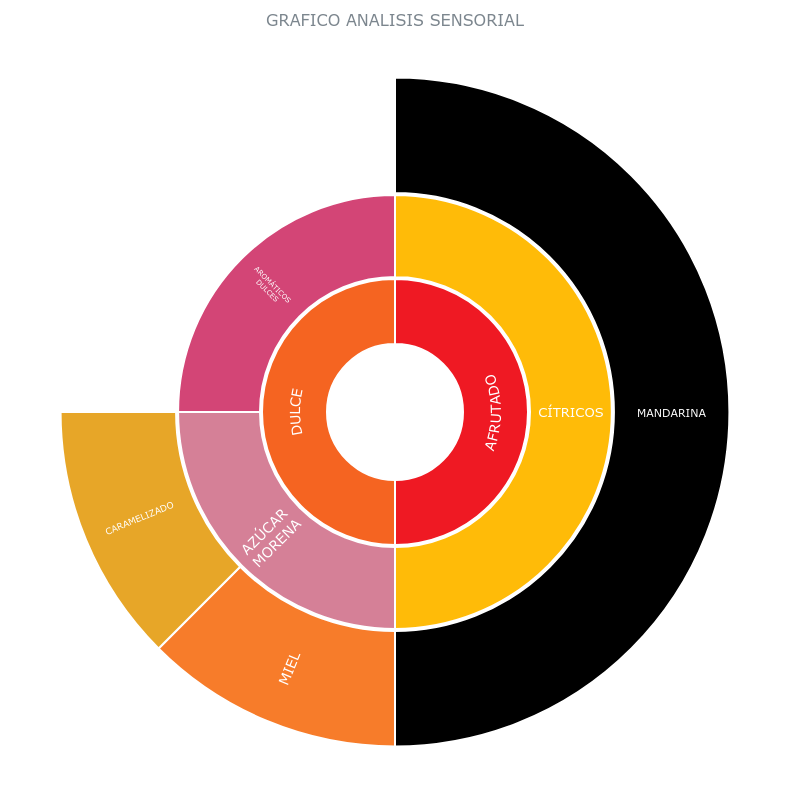 GRAFICO ANALISIS SENSORIAL
AROMÁTICOS
DULCES
DULCE
AFRUTADO
CÍTRICOS
MANDARINA
CARAMELIZADO
AZÚCAR
MORENA
MIEL